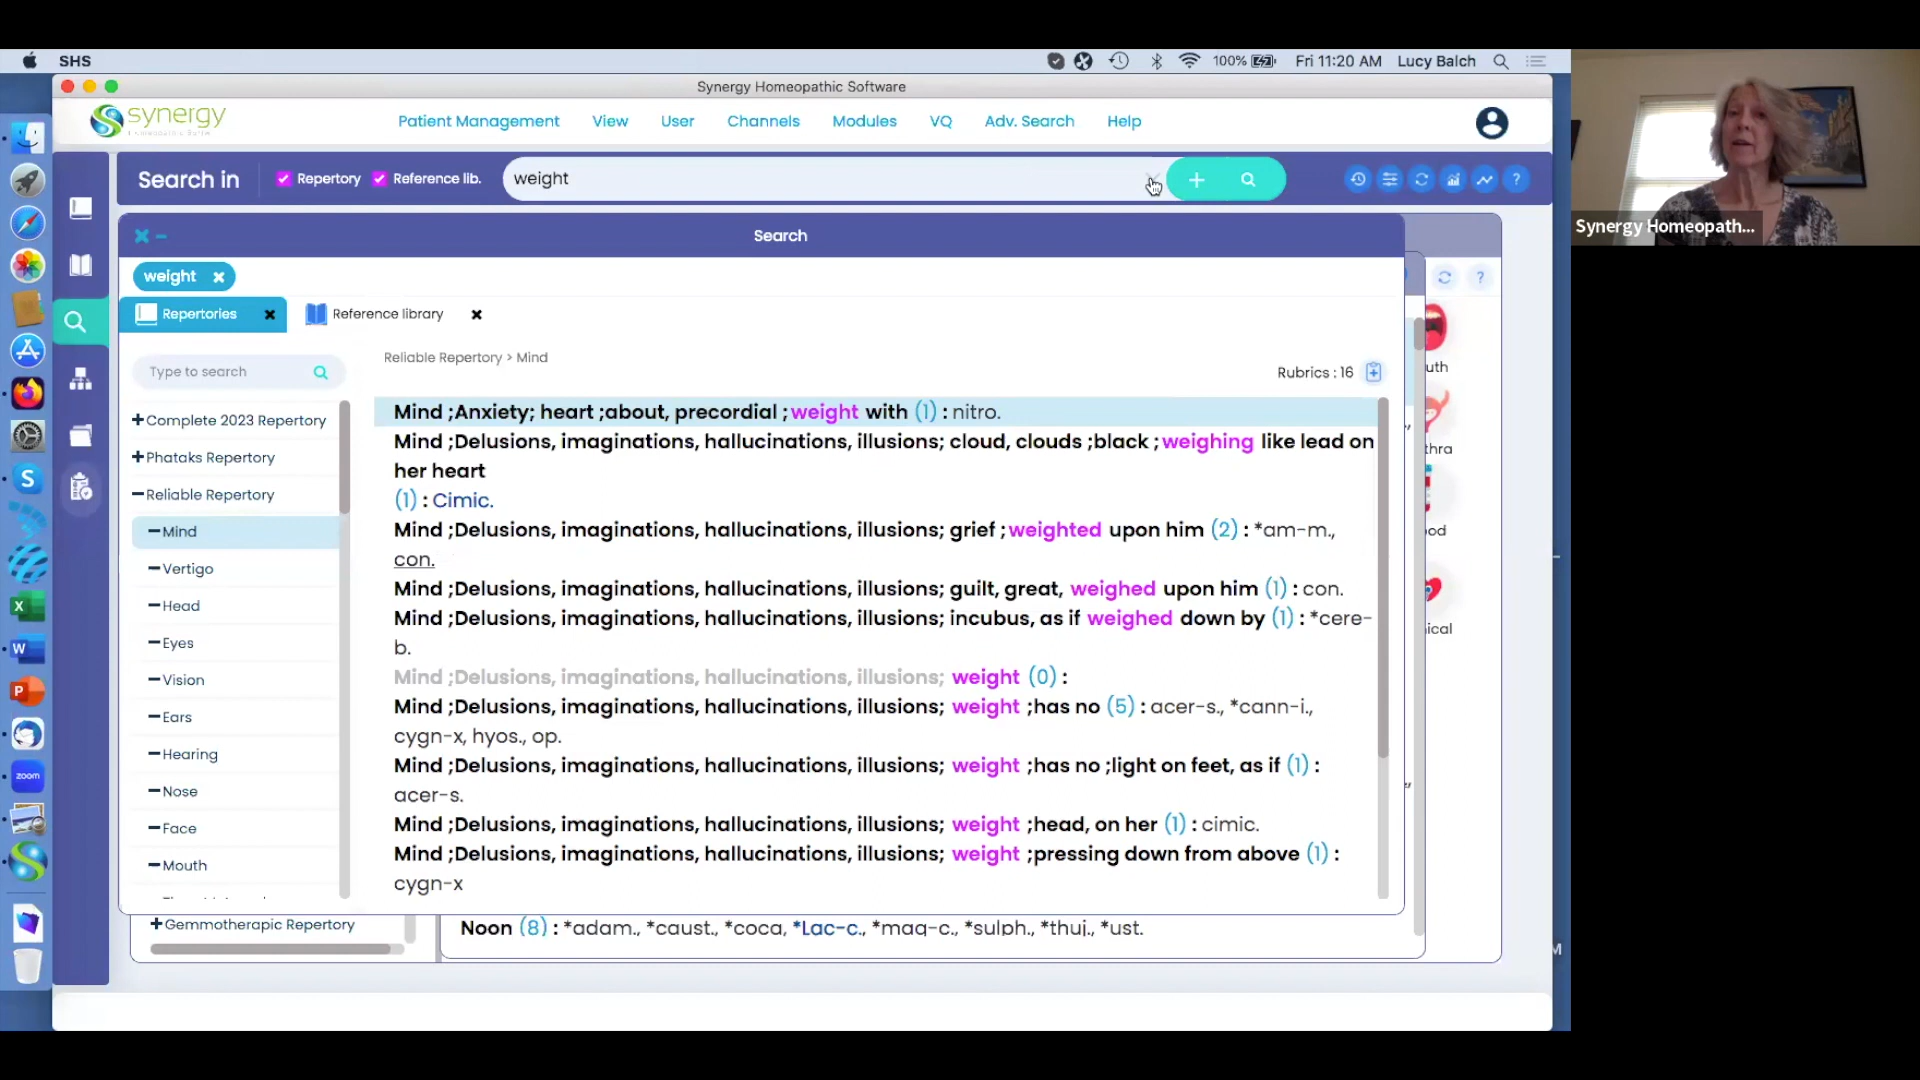 SHS
100%
Fri 11:20 AM
Lucy Balch
Synergy Homeopathic Software
synergy
Patient Management
View
User
Channels
Modules
VQ
Adv. Search
Help
Search in
Repertory
Reference lib.
weight
Search
weight
Repertories
Reference library
Type to search
Reliable Repertory > Mind
Rubrics : 16
Complete 2023 Repertory
Phataks Repertory
Reliable Repertory
Mind
Vertigo
Head
Eyes
Vision
Ears
Hearing
Nose
Face
Mouth
Mind ;Anxiety; heart ;about, precordial ;weight with (1) : nitro.
Mind ;Delusions, imaginations, hallucinations, illusions; cloud, clouds ;black ;weighing like lead on
her heart
(1) : Cimic.
Mind ;Delusions, imaginations, hallucinations, illusions; grief ;weighted upon him (2) : *am-m.,
con.
Mind ;Delusions, imaginations, hallucinations, illusions; guilt, great, weighed upon him (1) : con.
Mind ;Delusions, imaginations, hallucinations, illusions; incubus, as if weighed down by (1) : *cere-
b.
Mind ;Delusions, imaginations, hallucinations, illusions; weight (0) :
Mind ;Delusions, imaginations, hallucinations, illusions; weight ;has no (5) : acer-s., *cann-i.,
cygn-x, hyos., op.
Mind ;Delusions, imaginations, hallucinations, illusions; weight ;has no ;light on feet, as if (1) :
acer-s.
Mind ;Delusions, imaginations, hallucinations, illusions; weight ;head, on her (1) : cimic.
Mind ;Delusions, imaginations, hallucinations, illusions; weight ;pressing down from above (1) :
cygn-x
Gemmotherapic Repertory
Noon (8) : *adam., *caust., *coca, *Lac-c., *mag-c., *sulph., *thuj., *ust.
uth
thra
ood
ical
zoom
Synergy Homeopath...